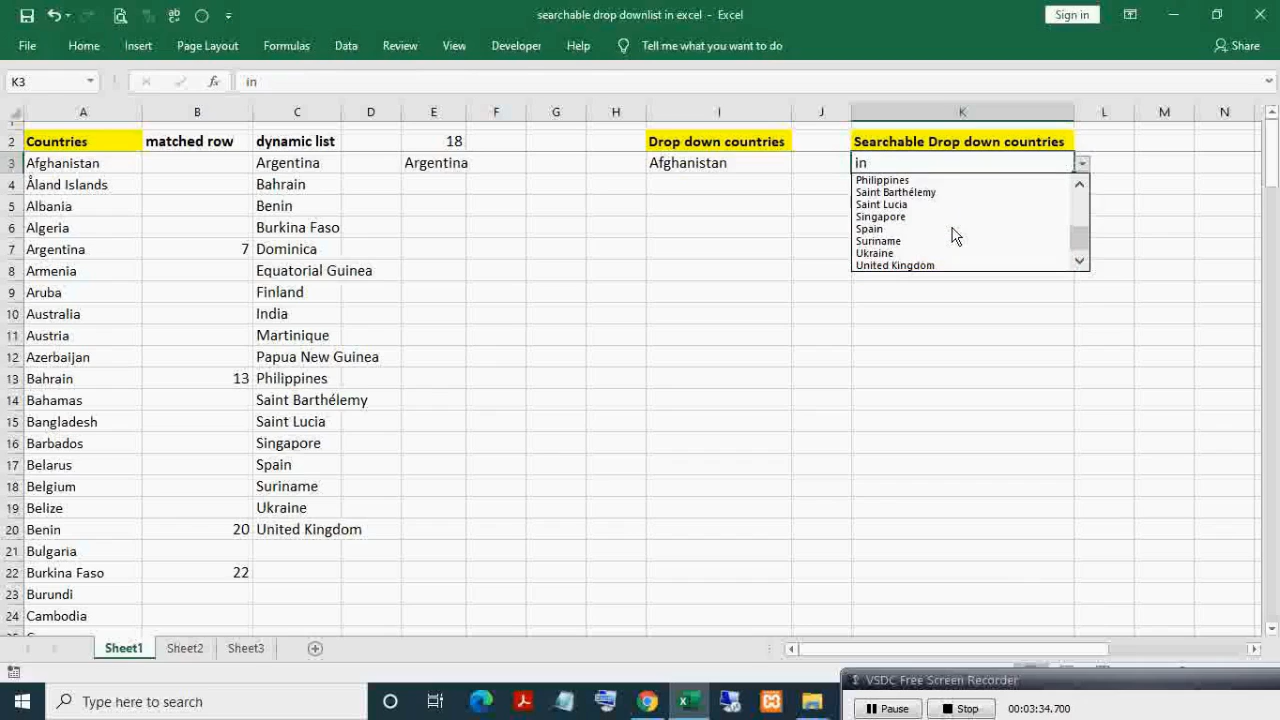 searchable drop downlist in excel - Excel
Sign in
File Home Insert Page Layout Formulas Data Review View Developer Help Tell me what you want to do Share
K3 fx in
A B C D E F G H I J K L M N
2 Countries matched row dynamic list 18 Drop down countries Searchable Drop down countries
3 Afghanistan Argentina Argentina Afghanistan in
4 Åland Islands Bahrain
5 Albania Benin
6 Algeria Burkina Faso
7 Argentina 7 Dominica
8 Armenia Equatorial Guinea
9 Aruba Finland
10 Australia India
11 Austria Martinique
12 Azerbaijan Papua New Guinea
13 Bahrain 13 Philippines
14 Bahamas Saint Barthélemy
15 Bangladesh Saint Lucia
16 Barbados Singapore
17 Belarus Spain
18 Belgium Suriname
19 Belize Ukraine
20 Benin 20 United Kingdom
21 Bulgaria
22 Burkina Faso 22
23 Burundi
24 Cambodia
Philippines
Saint Barthélemy
Saint Lucia
Singapore
Spain
Suriname
Ukraine
United Kingdom
Sheet1 Sheet2 Sheet3
VSDC Free Screen Recorder
Type here to search
Pause Stop 00:03:34.700